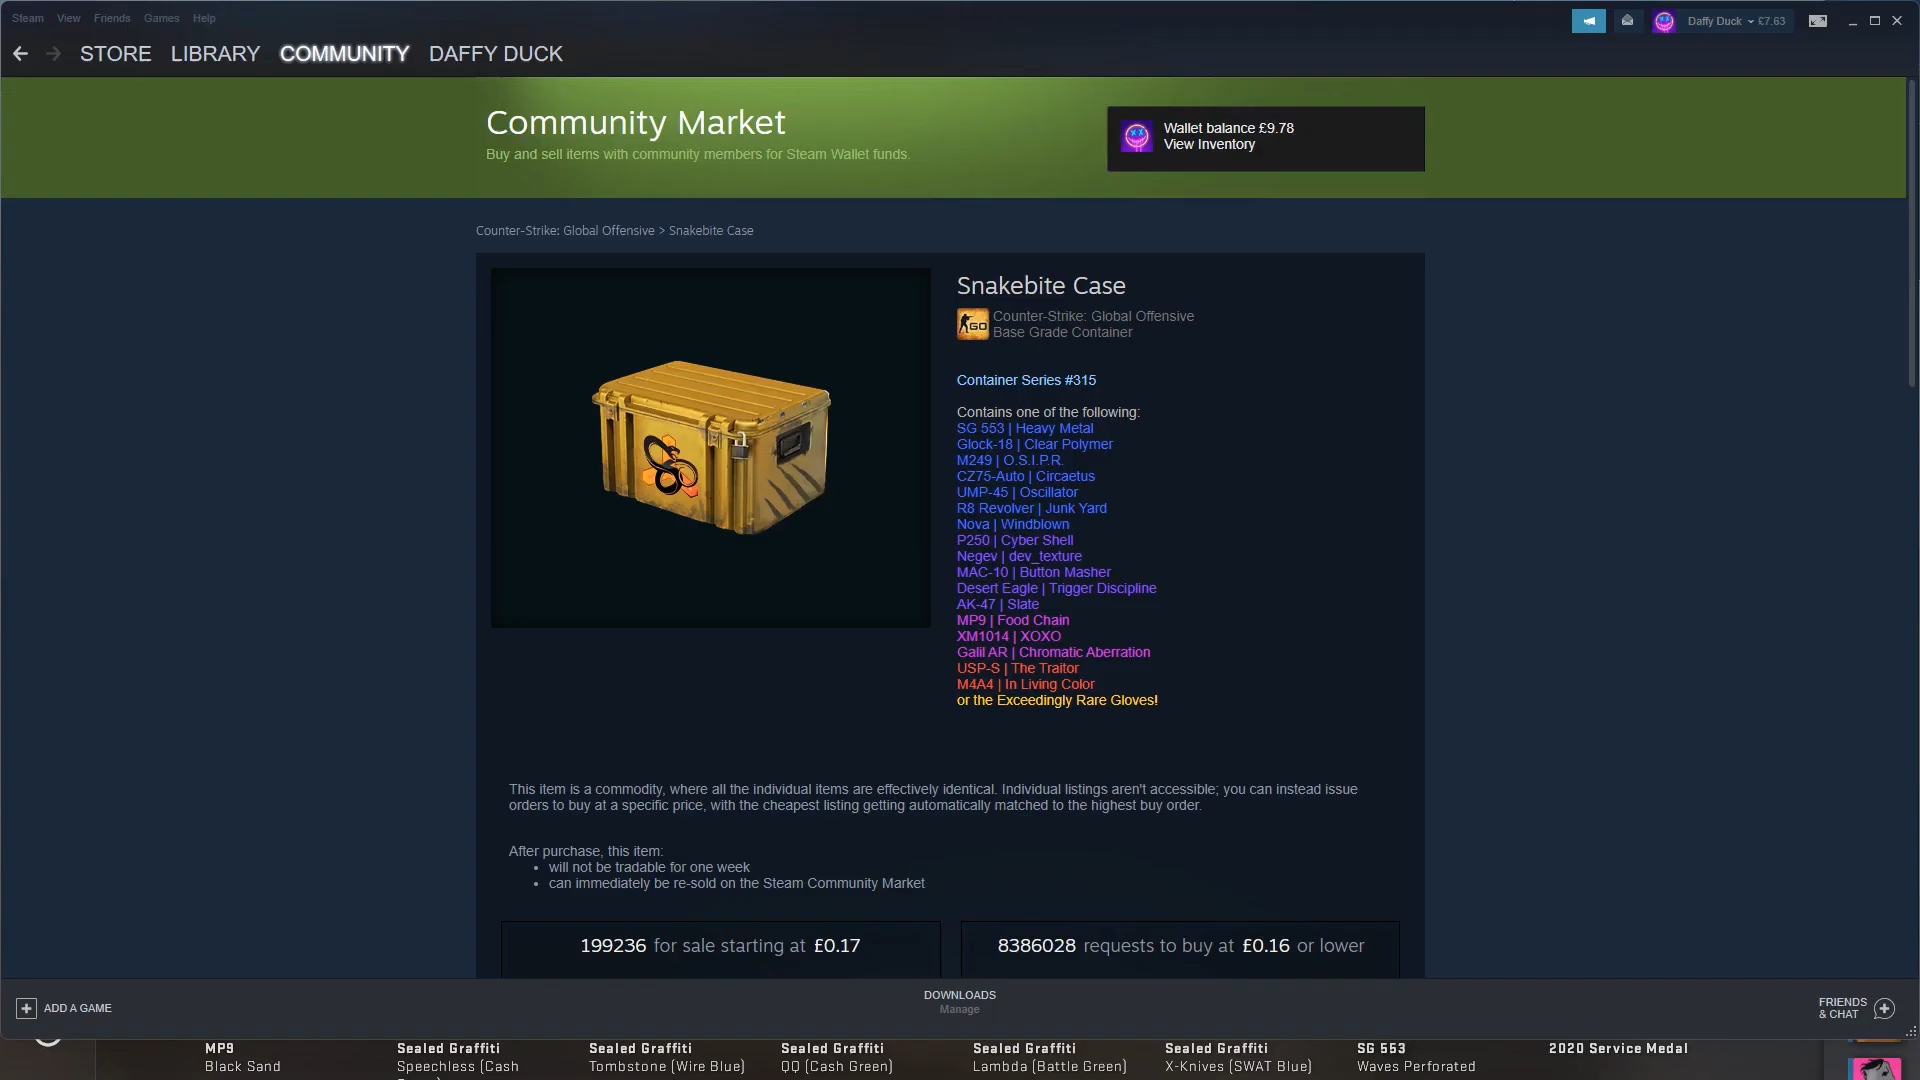 Steam View Friends Games Help
Daffy Duck £7.63
STORE LIBRARY COMMUNITY DAFFY DUCK
Community Market
Buy and sell items with community members for Steam Wallet funds.
Wallet balance £9.78
View Inventory
Counter-Strike: Global Offensive > Snakebite Case
Snakebite Case
GO
Counter-Strike: Global Offensive
Base Grade Container
Container Series #315
Contains one of the following:
SG 553 | Heavy Metal
Glock-18 | Clear Polymer
M249 | O.S.I.P.R.
CZ75-Auto | Circaetus
UMP-45 | Oscillator
R8 Revolver | Junk Yard
Nova | Windblown
P250 | Cyber Shell
Negev | dev_texture
MAC-10 | Button Masher
Desert Eagle | Trigger Discipline
AK-47 | Slate
MP9 | Food Chain
XM1014 | XOXO
Galil AR | Chromatic Aberration
USP-S | The Traitor
M4A4 | In Living Color
or the Exceedingly Rare Gloves!
This item is a commodity, where all the individual items are effectively identical. Individual listings aren't accessible; you can instead issue
orders to buy at a specific price, with the cheapest listing getting automatically matched to the highest buy order.
After purchase, this item:
• will not be tradable for one week
• can immediately be re-sold on the Steam Community Market
199236 for sale starting at £0.17
8386028 requests to buy at £0.16 or lower
ADD A GAME
DOWNLOADS
Manage
FRIENDS
& CHAT
MP9
Black Sand
Sealed Graffiti
Speechless (Cash
Sealed Graffiti
Tombstone (Wire Blue)
Sealed Graffiti
QQ (Cash Green)
Sealed Graffiti
Lambda (Battle Green)
Sealed Graffiti
X-Knives (SWAT Blue)
SG 553
Waves Perforated
2020 Service Medal